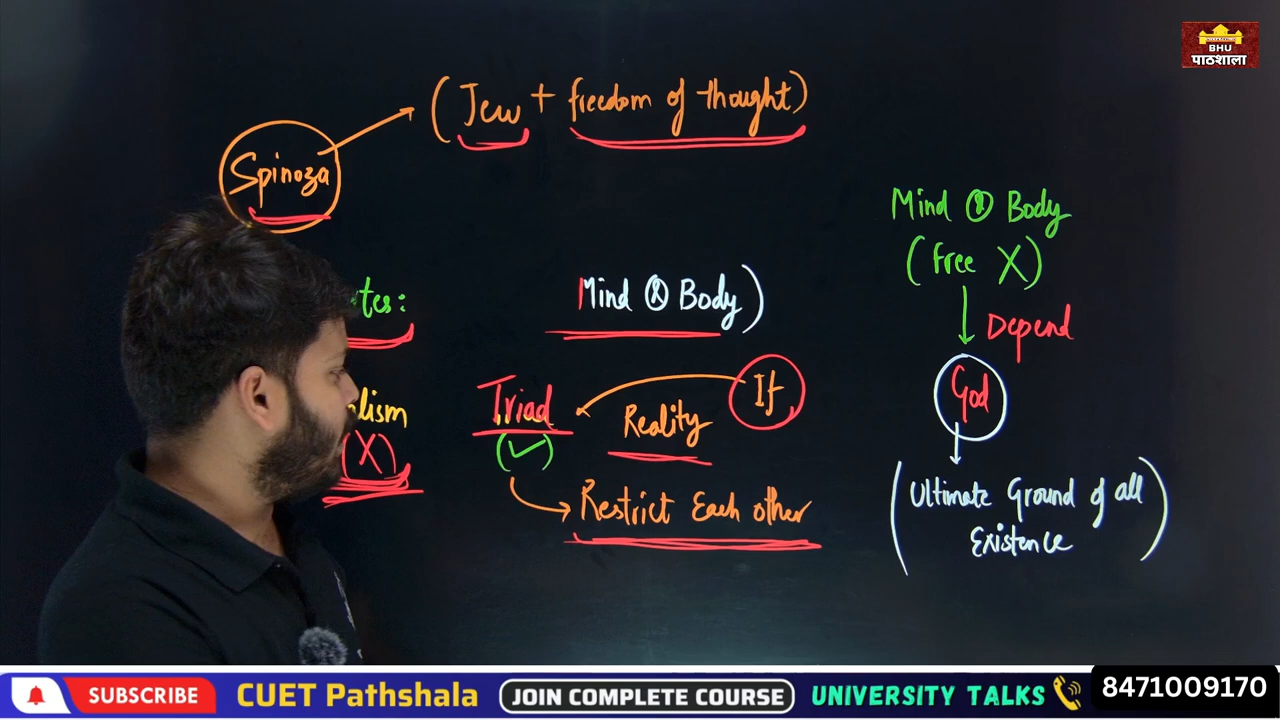 BHU
पाठशाला
(Jew + freedom of thought)
Spinoza
Mind & Body
(Free X)
tes:
Mind & Body)
Depend
lism
Triad
If
God
(X)
(✓)
Reality
Restrict Each other
(Ultimate Ground of all
Existence)
SUBSCRIBE
CUET Pathshala
JOIN COMPLETE COURSE
UNIVERSITY TALKS
8471009170